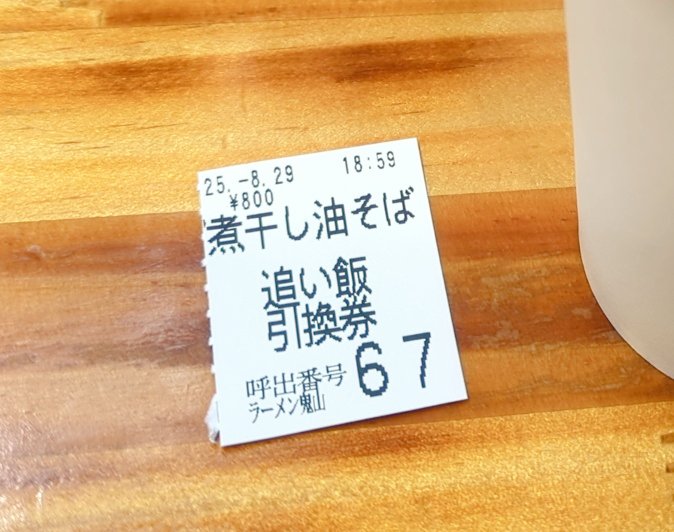 25.-8.29 18:59
¥800
煮干し油そば
追い飯
引換券
呼出番号 67
ラーメン鬼山